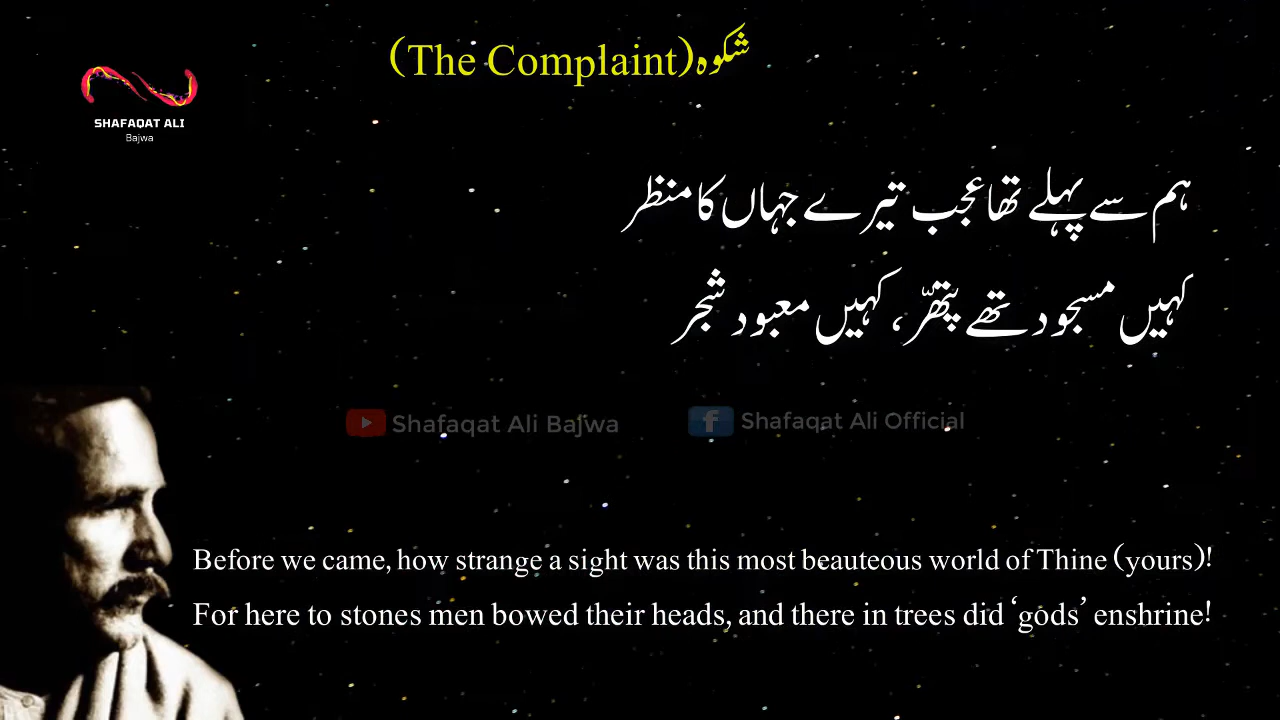 شکوہ(The Complaint)
SHAFAQAT ALI
Bajwa
ہم سے پہلے تھا عجب تیرے جہاں کا منظر
کہیں مسجود تھے پتھّر، کہیں معبود شجر
Shafaqat Ali Bajwa
Shafaqat Ali Official
Before we came, how strange a sight was this most beauteous world of Thine (yours)!
For here to stones men bowed their heads, and there in trees did ‘gods’ enshrine!